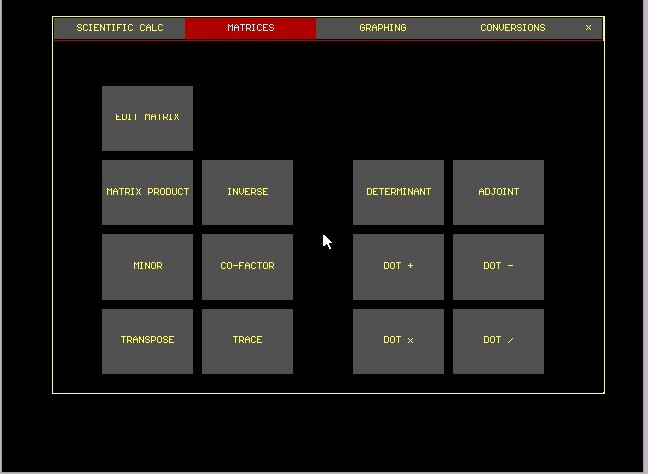 SCIENTIFIC CALC MATRICES GRAPHING CONVERSIONS x
EDIT MATRIX
MATRIX PRODUCT INVERSE DETERMINANT ADJOINT
MINOR CO-FACTOR DOT + DOT -
TRANSPOSE TRACE DOT x DOT /